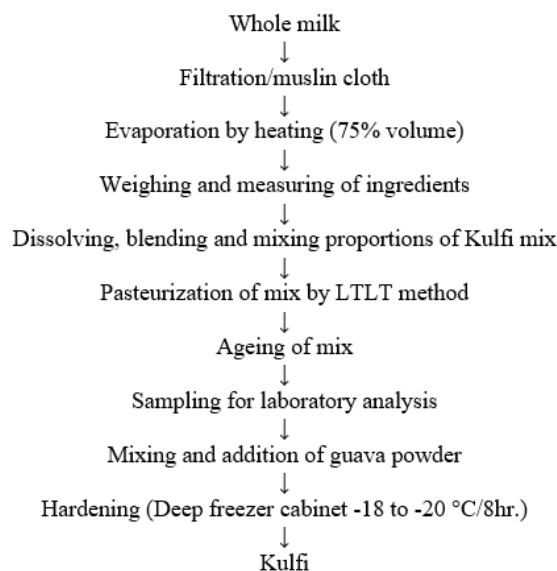 Whole milk
↓
Filtration/muslin cloth
↓
Evaporation by heating (75% volume)
↓
Weighing and measuring of ingredients
↓
Dissolving, blending and mixing proportions of Kulfi mix
↓
Pasteurization of mix by LTLT method
↓
Ageing of mix
↓
Sampling for laboratory analysis
↓
Mixing and addition of guava powder
↓
Hardening (Deep freezer cabinet -18 to -20 °C/8hr.)
↓
Kulfi